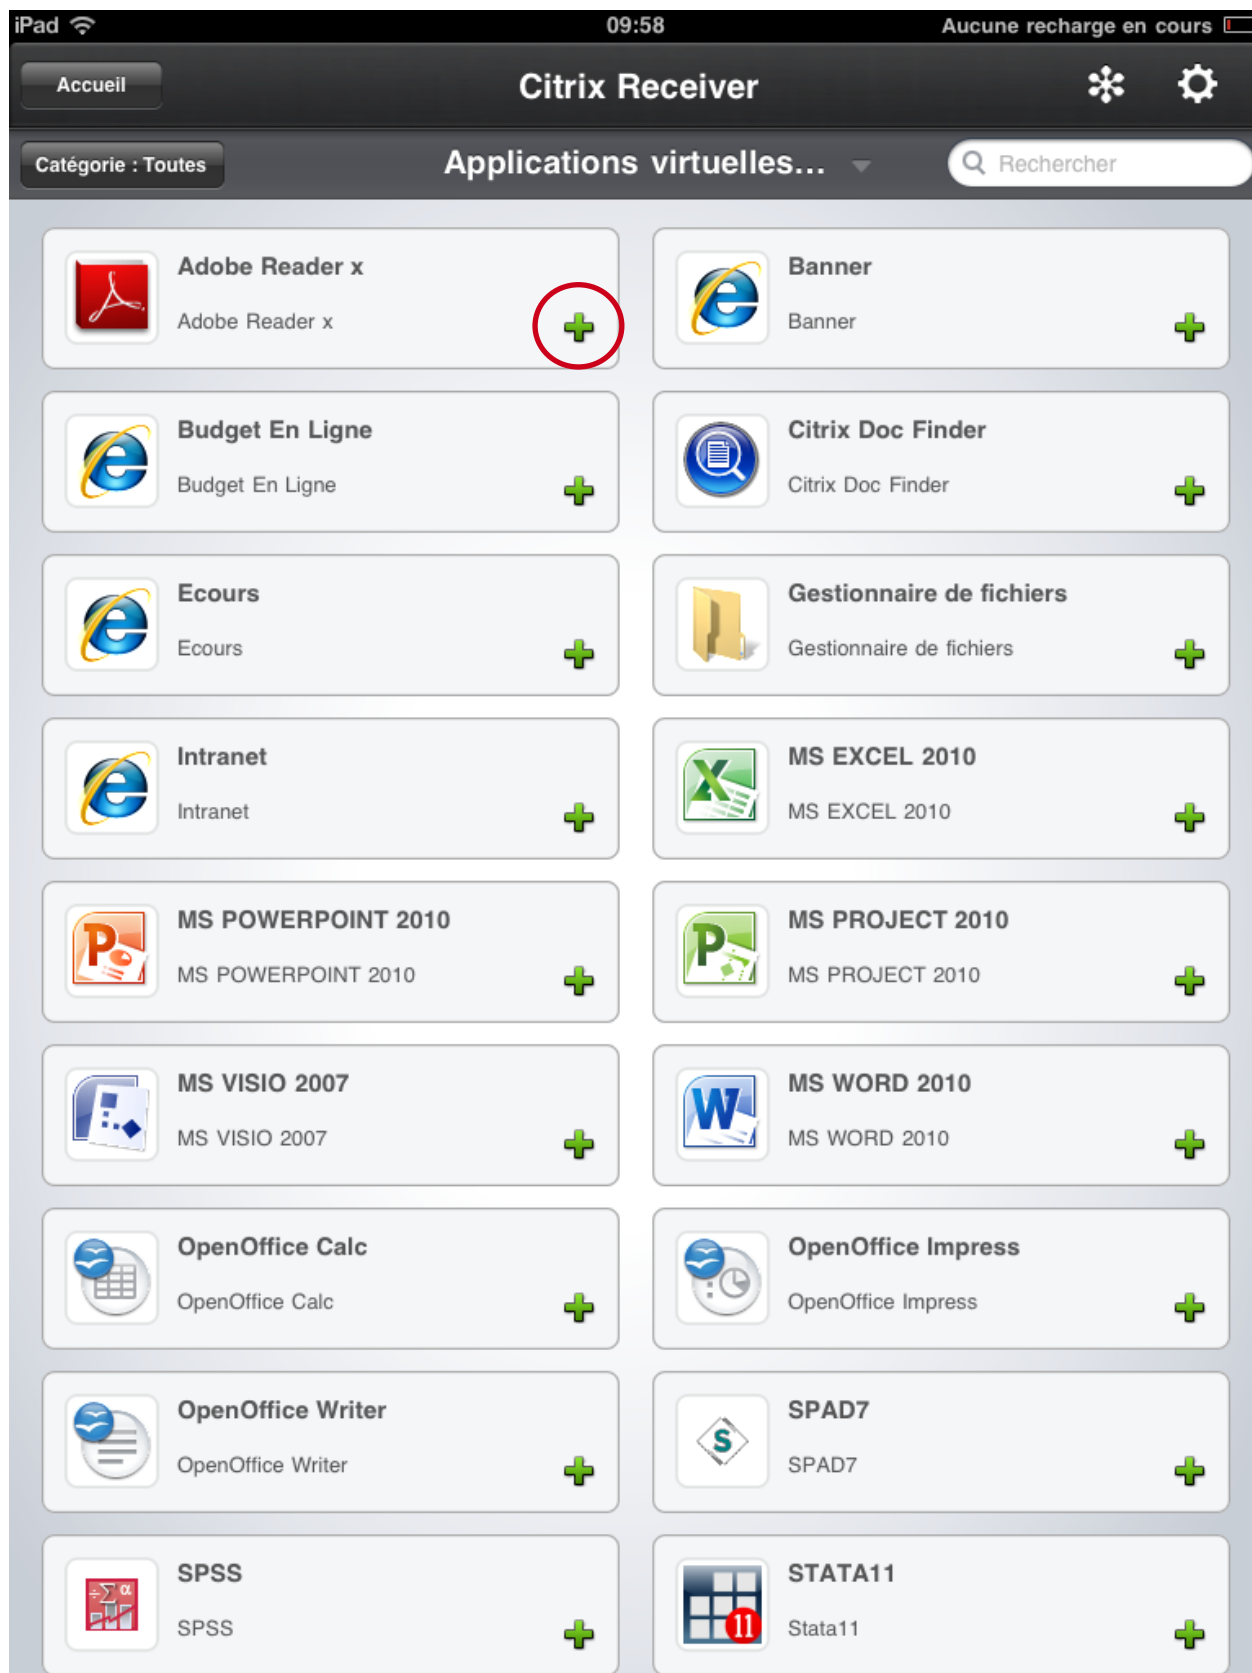 iPad
09:58
Aucune recharge en cours
Accueil
Citrix Receiver
Catégorie : Toutes
Applications virtuelles...
Rechercher
Adobe Reader x
Adobe Reader x
Banner
Banner
Budget En Ligne
Budget En Ligne
Citrix Doc Finder
Citrix Doc Finder
Ecours
Ecours
Gestionnaire de fichiers
Gestionnaire de fichiers
Intranet
Intranet
MS EXCEL 2010
MS EXCEL 2010
MS POWERPOINT 2010
MS POWERPOINT 2010
MS PROJECT 2010
MS PROJECT 2010
MS VISIO 2007
MS VISIO 2007
MS WORD 2010
MS WORD 2010
OpenOffice Calc
OpenOffice Calc
OpenOffice Impress
OpenOffice Impress
OpenOffice Writer
OpenOffice Writer
SPAD7
SPAD7
SPSS
SPSS
STATA11
11
Stata11